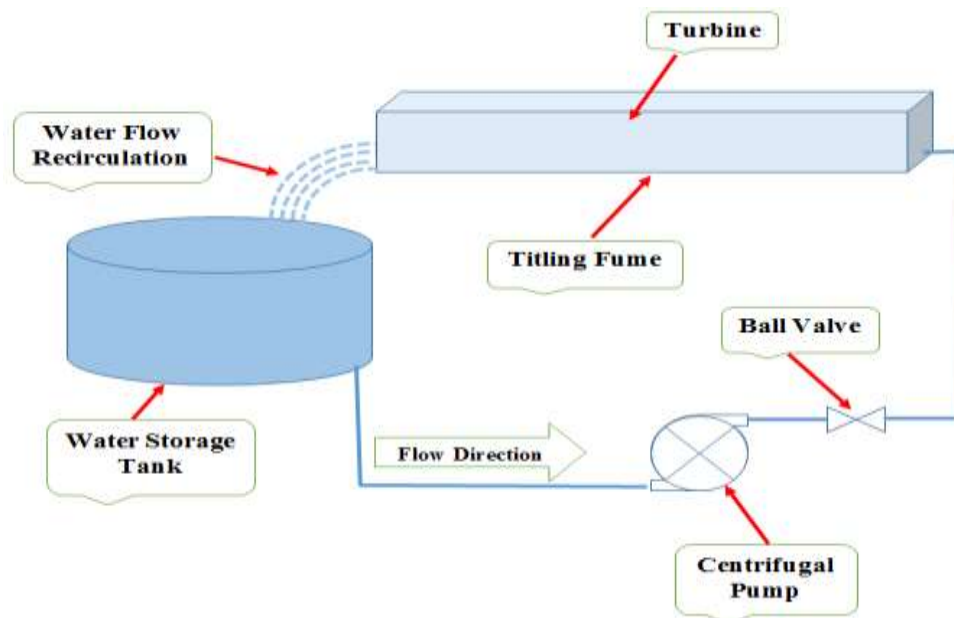 Turbine
Water Flow
Recirculation
Titling Fume
Ball Valve
Water Storage
Tank
Flow Direction
Centrifugal
Pump